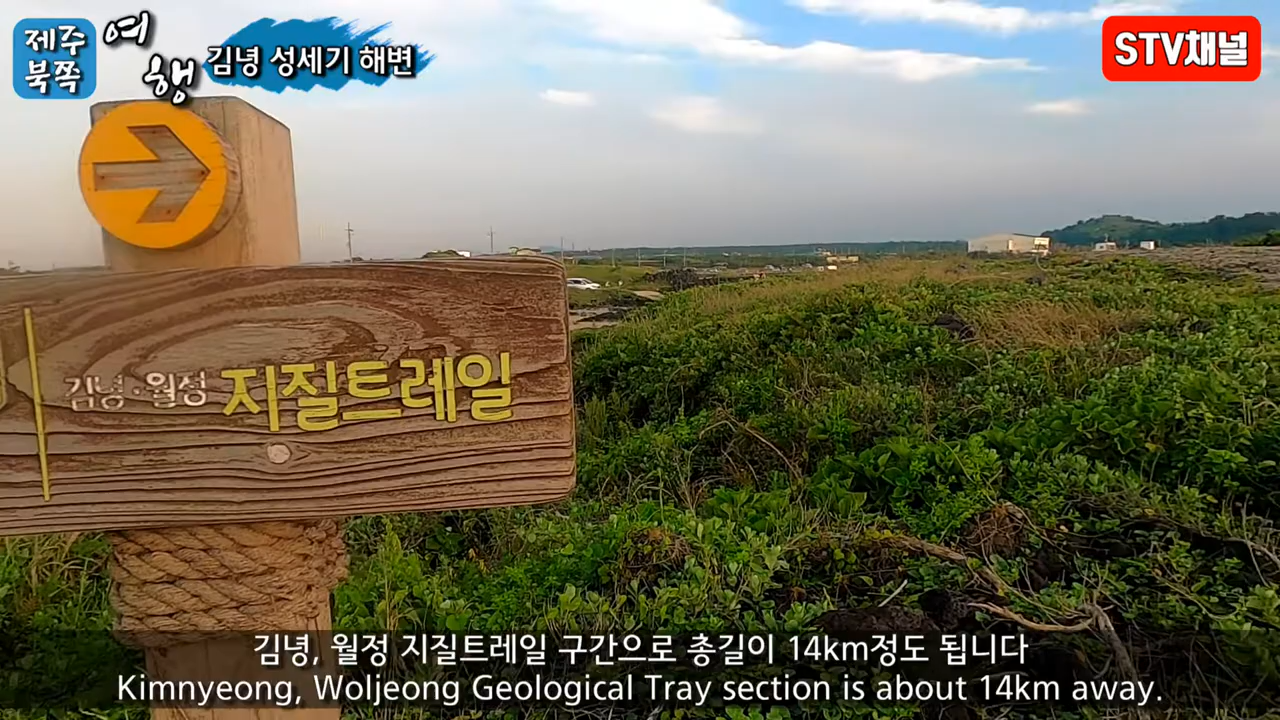 제주 여행
북쪽
김녕 성세기 해변
STV채널
김녕·월정 지질트레일
김녕, 월정 지질트레일 구간으로 총길이 14km정도 됩니다
Kimnyeong, Woljeong Geological Tray section is about 14km away.